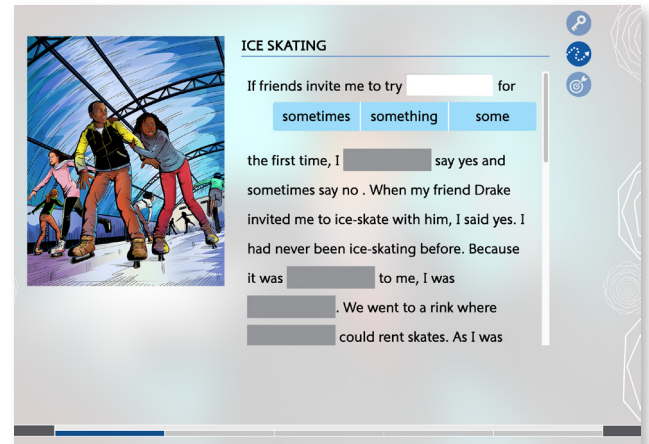 ICE SKATING
If friends invite me to try for
sometimes something some
the first time, I say yes and
sometimes say no . When my friend Drake
invited me to ice-skate with him, I said yes. I
had never been ice-skating before. Because
it was to me, I was
. We went to a rink where
could rent skates. As I was